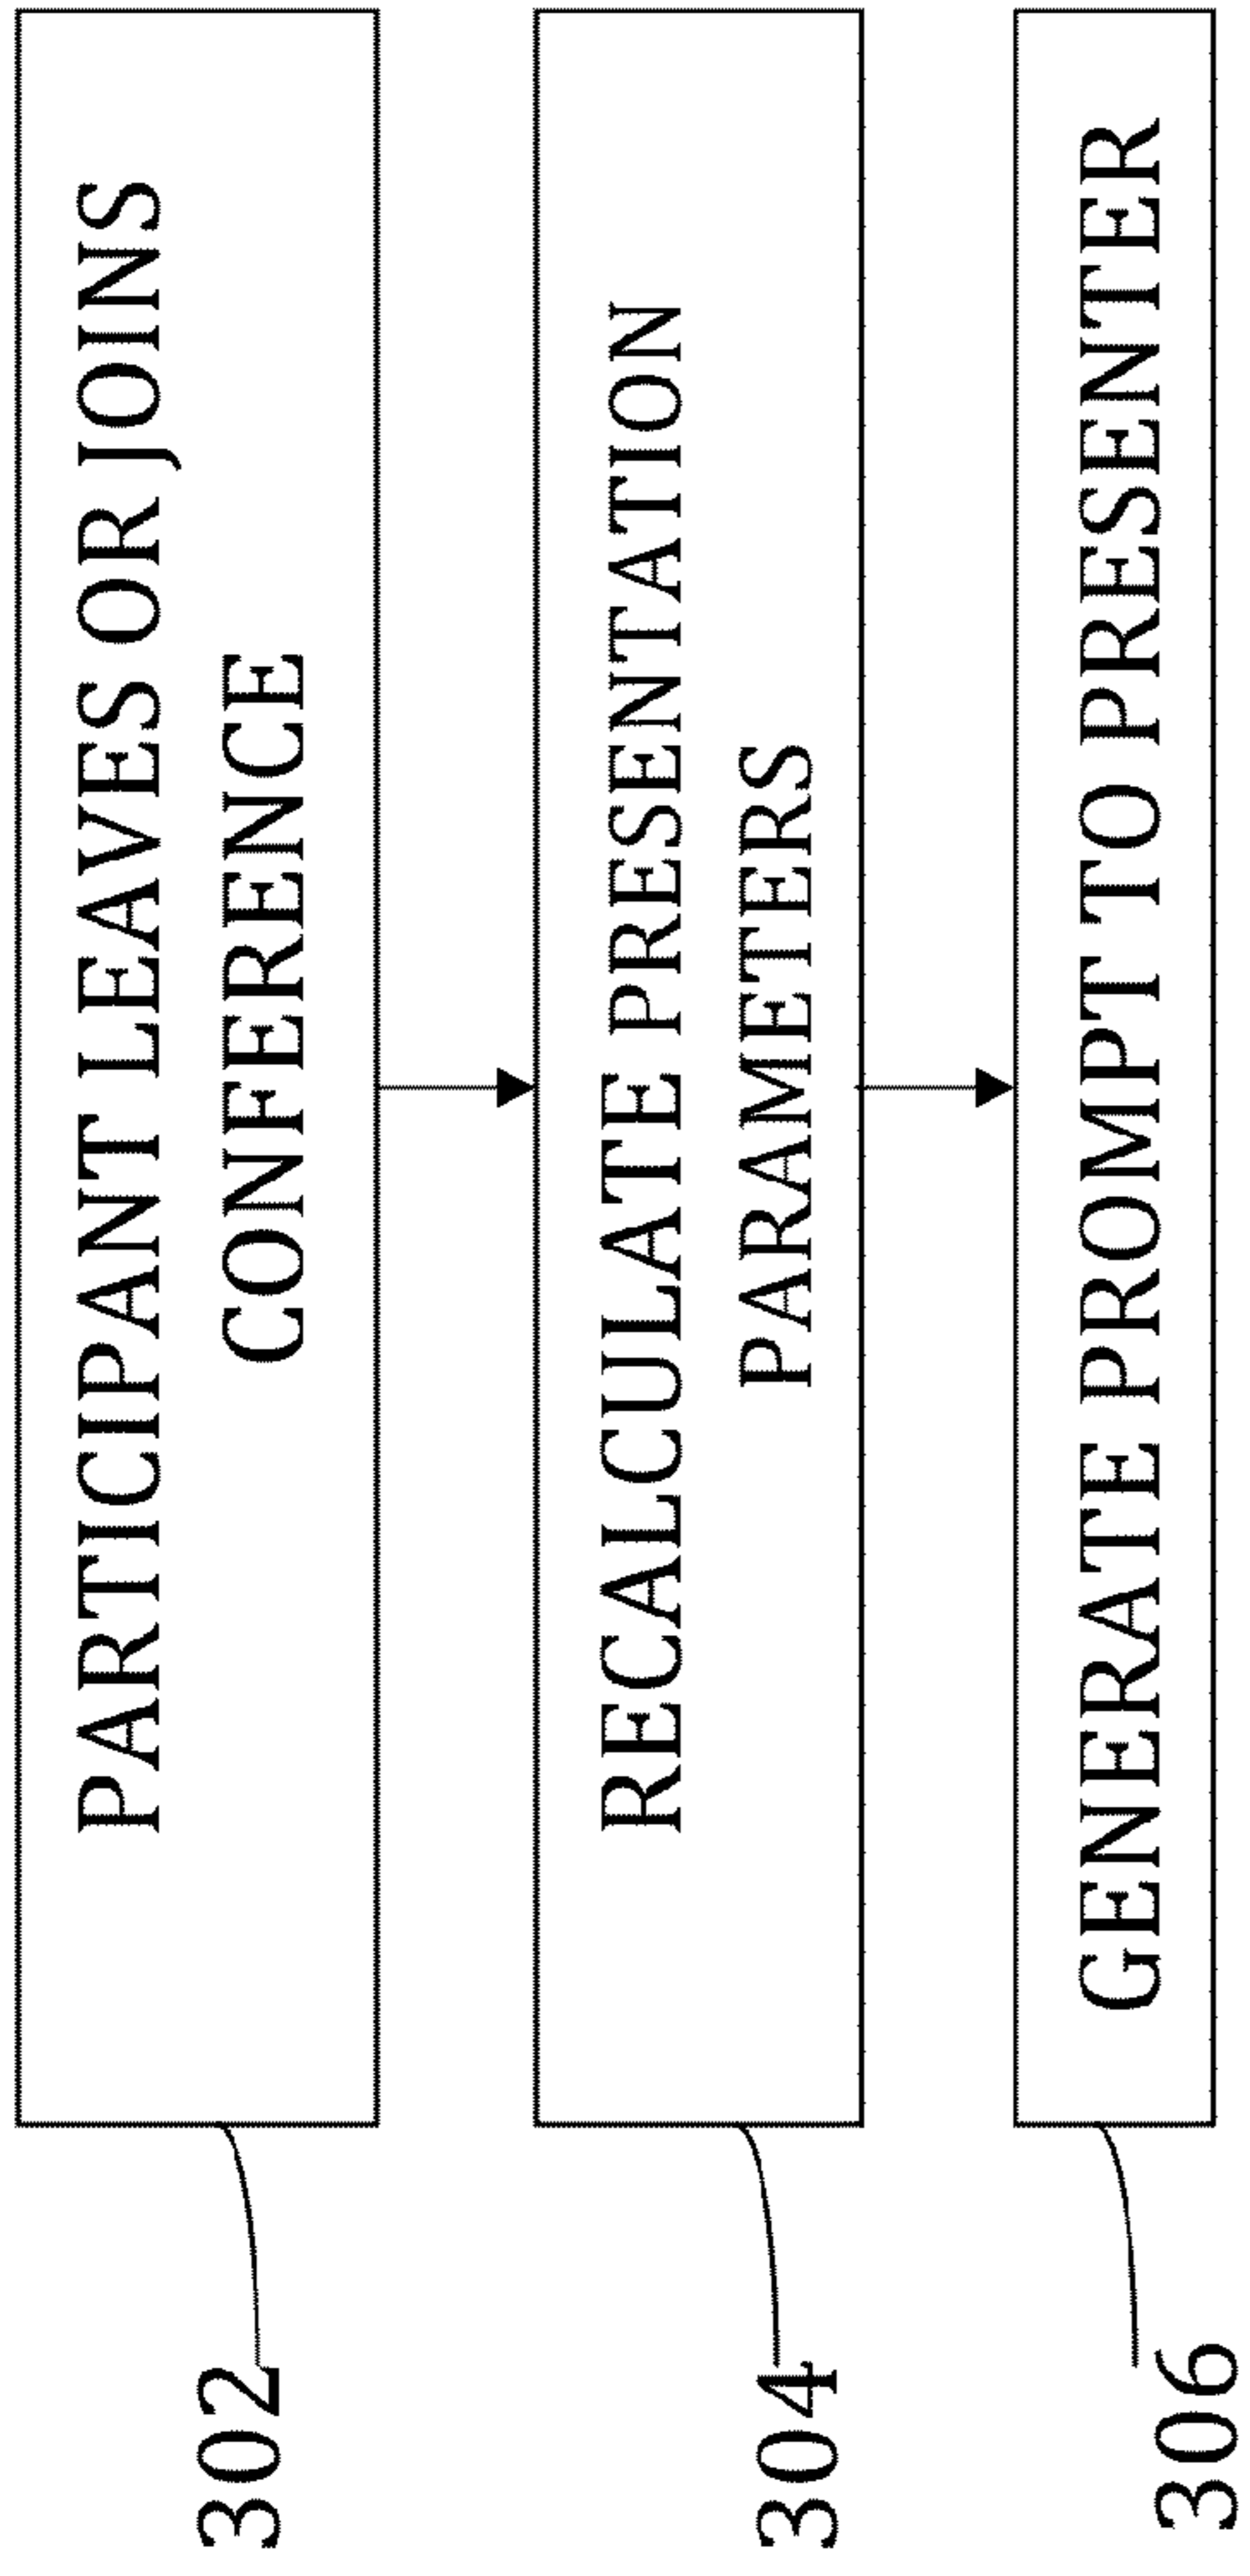 302
PARTICIPANT LEAVES OR JOINS
CONFERENCE
304
RECALCULATE PRESENTATION
PARAMETERS
306
GENERATE PROMPT TO PRESENTER